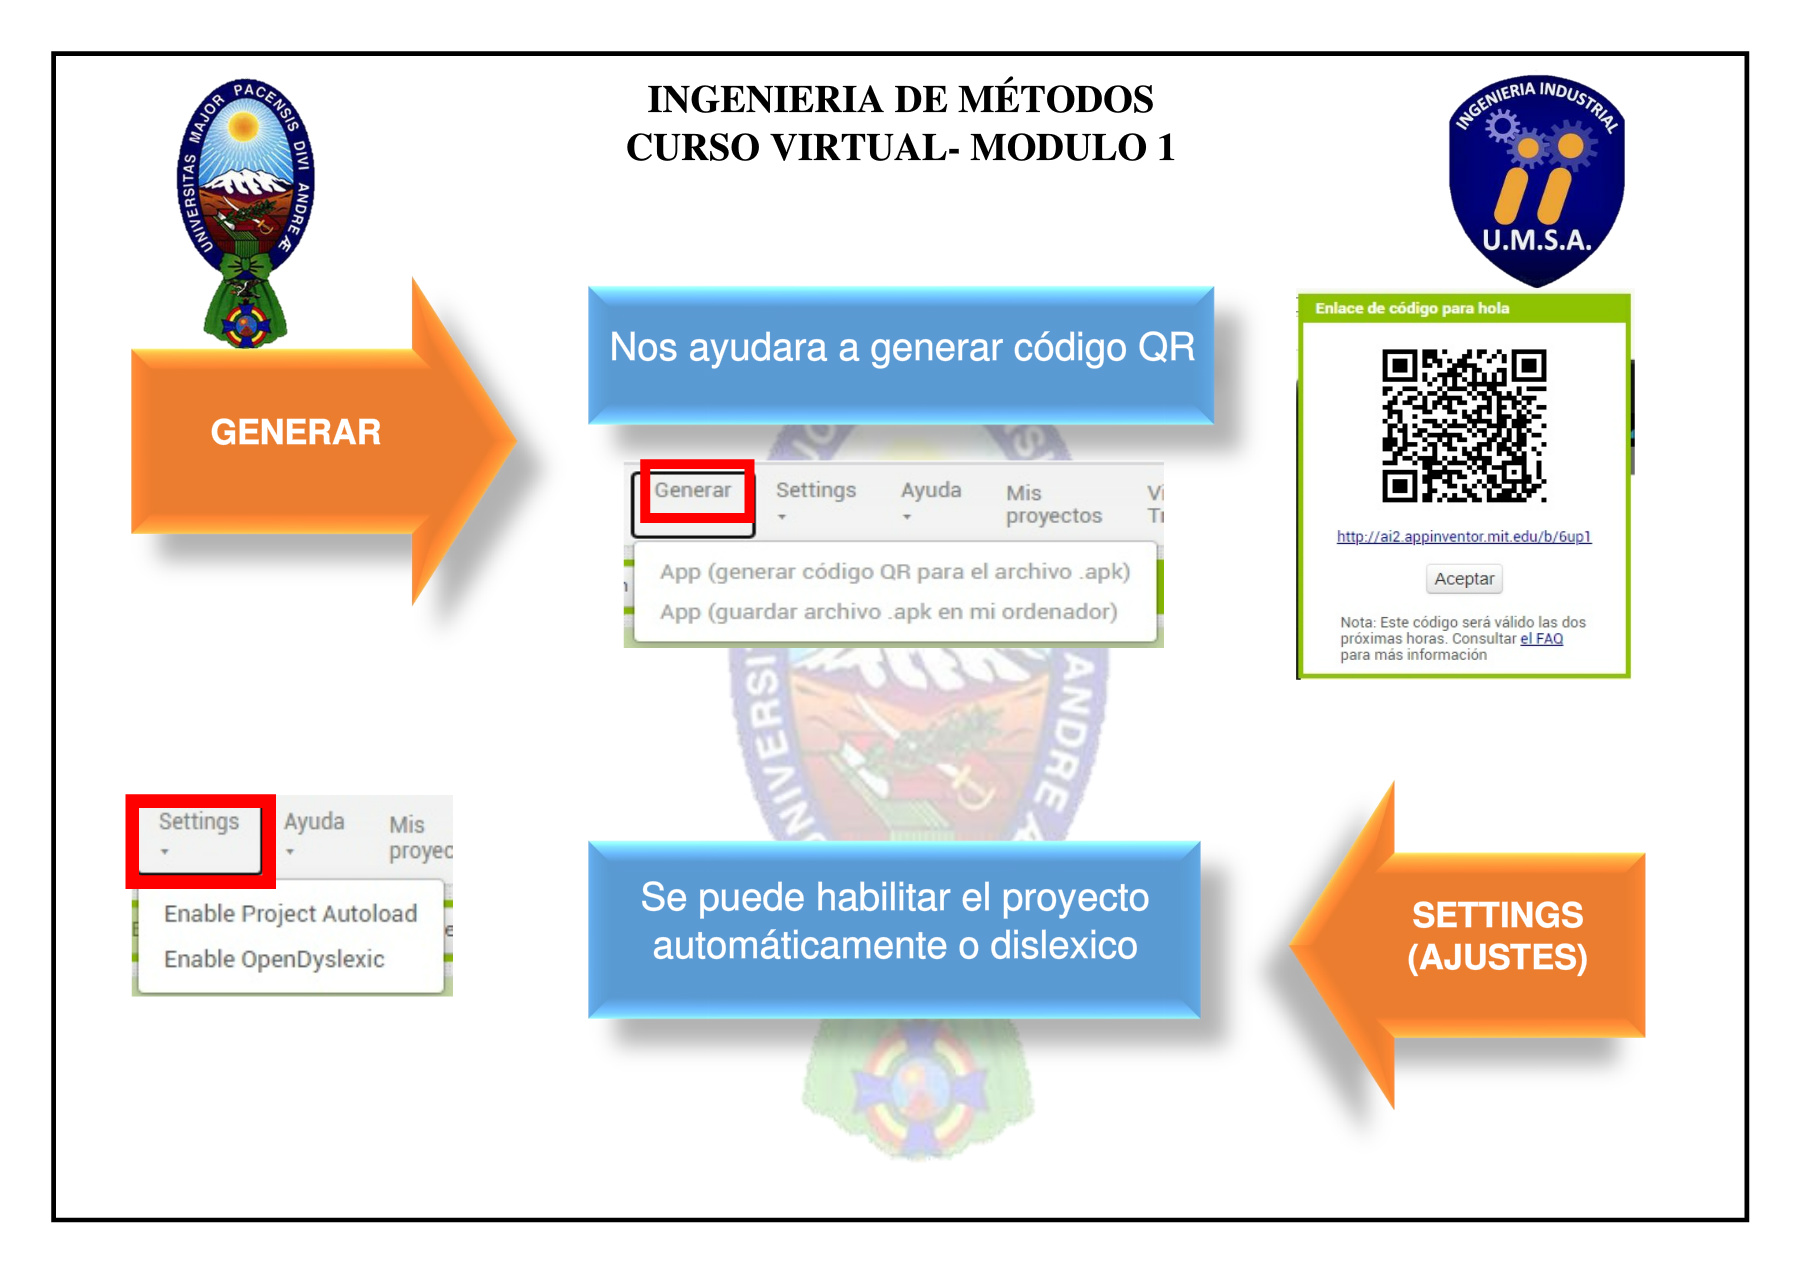 INGENIERIA DE MÉTODOS
CURSO VIRTUAL- MODULO 1
UNIVERSITAS MAJOR PACENSIS DIVI ANDREÆ
INGENIERIA INDUSTRIAL
U.M.S.A.
GENERAR
Nos ayudara a generar código QR
Generar
Settings
Ayuda
Mis
proyectos
App (generar código QR para el archivo .apk)
App (guardar archivo .apk en mi ordenador)
Enlace de código para hola
http://ai2.appinventor.mit.edu/b/6up1
Aceptar
Nota: Este código será válido las dos
próximas horas. Consultar el FAQ
para más información
Settings
Ayuda
Mis
proyec
Enable Project Autoload
Enable OpenDyslexic
Se puede habilitar el proyecto
automáticamente o dislexico
SETTINGS
(AJUSTES)